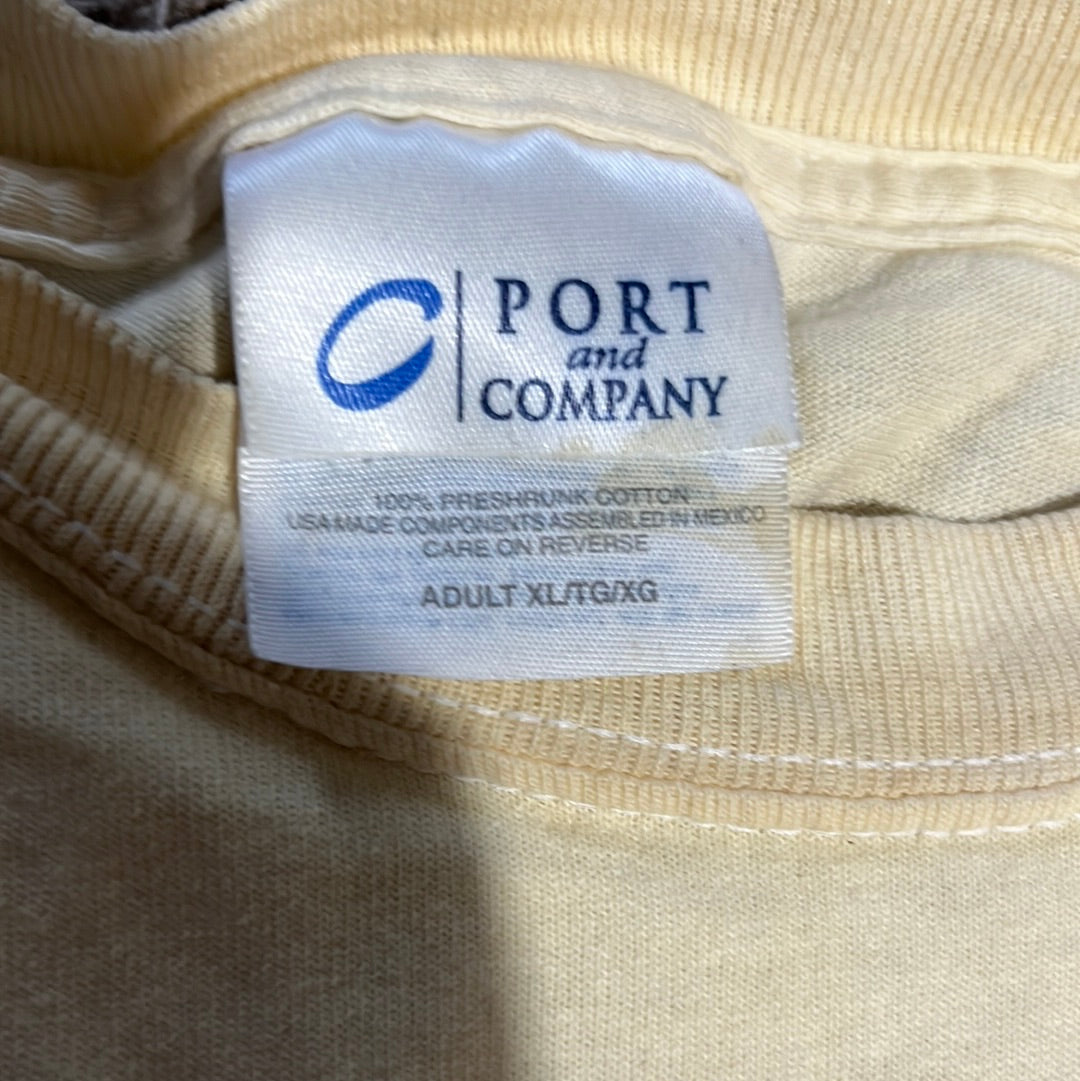 PORT
and
COMPANY
100% PRESHRUNK COTTON
USA MADE COMPONENTS ASSEMBLED IN MEXICO
CARE ON REVERSE
ADULT XL/TG/XG